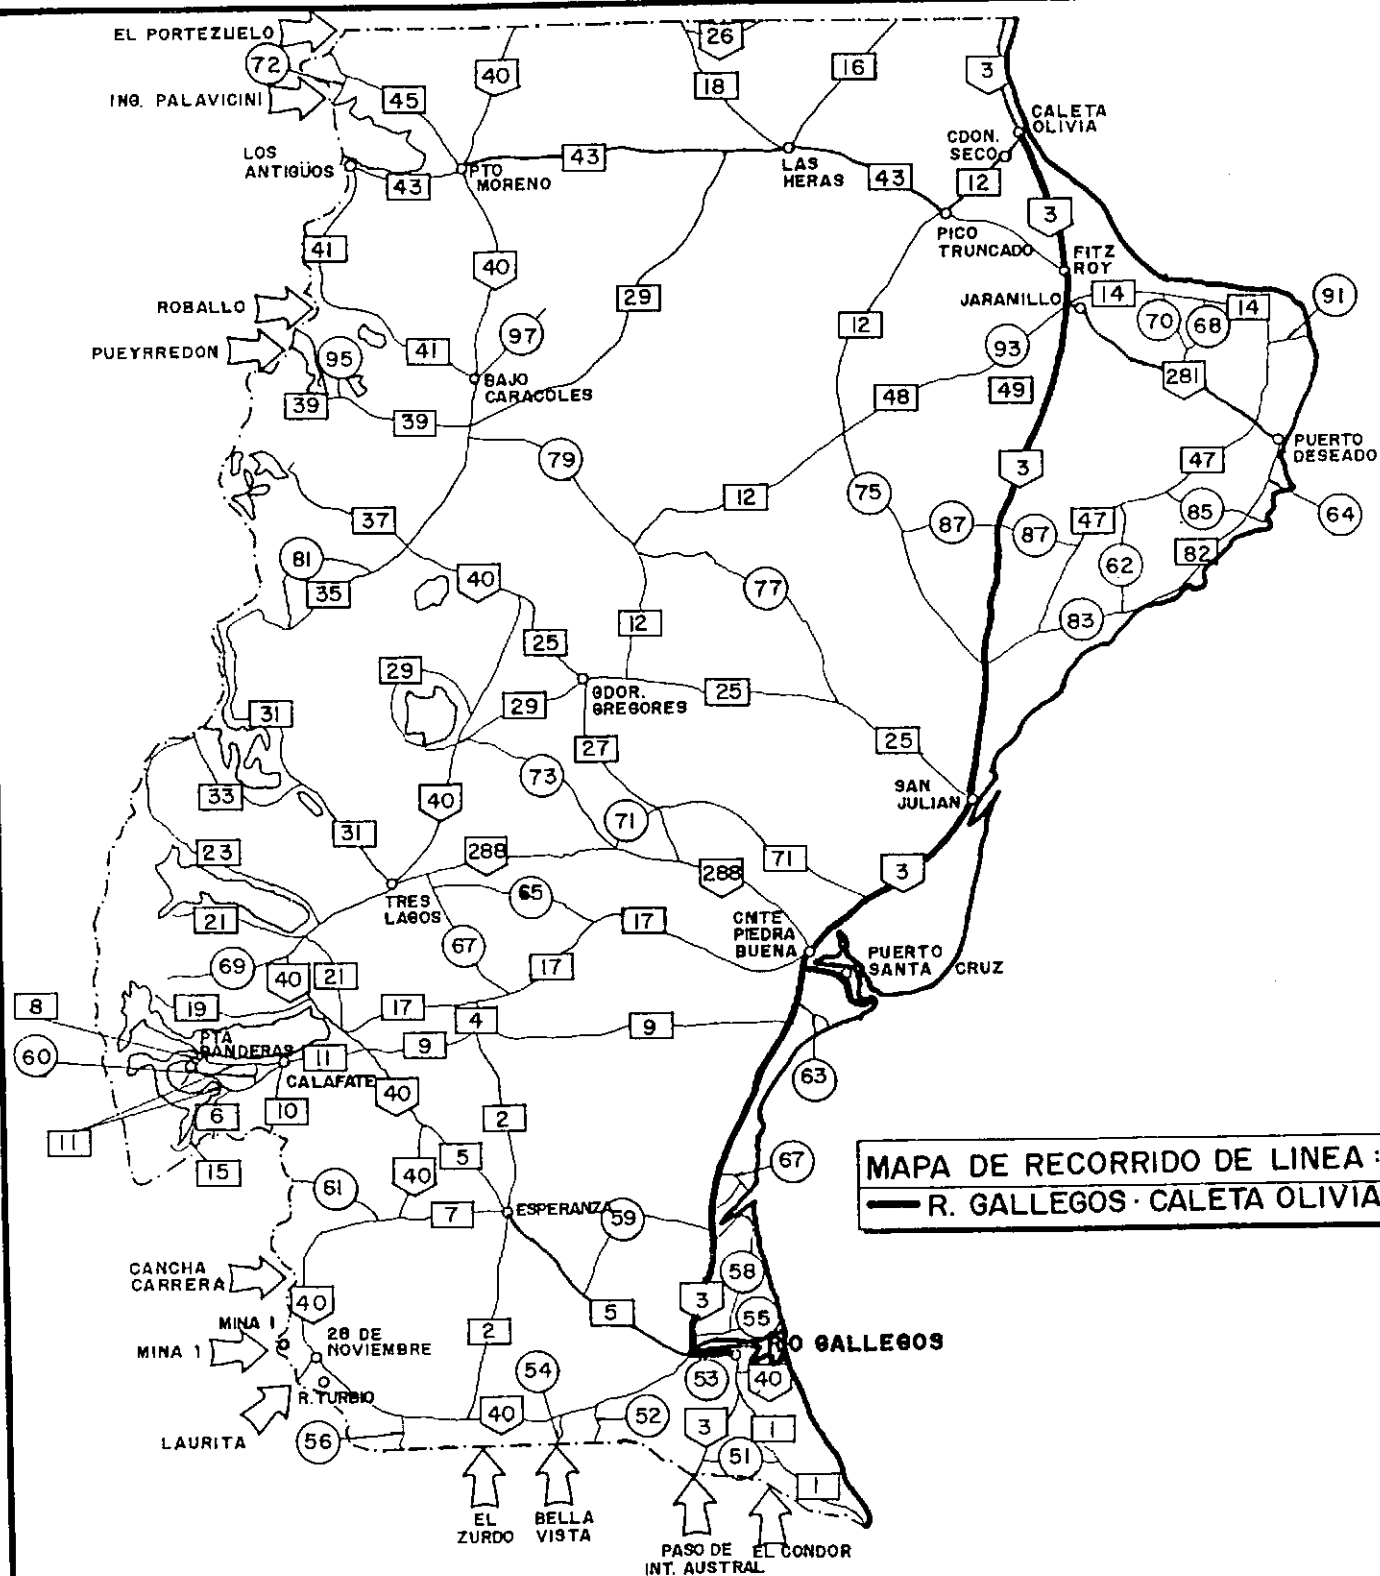 EL PORTEZUELO
72
26
40
18
16
3
ING. PALAVICINI
45
CALETA
OLIVIA
CDON.
SECO
LOS
ANTIGÜOS
43
PTO
MORENO
43
LAS
HERAS
43
12
3
41
40
PICO
TRUNCADO
FITZ
ROY
ROBALLO
29
JARAMILLO
14
14
91
70
68
12
97
93
PUEYRREDON
95
41
BAJO
CARACOLES
281
39
39
48
49
79
3
PUERTO
DESEADO
47
12
75
85
64
37
87
87
47
81
40
82
62
35
77
12
83
25
29
GDOR.
GREGORES
25
29
31
27
25
73
SAN
JULIAN
33
40
71
31
23
288
71
3
288
TRES
LAGOS
65
21
17
CMTE
PIEDRA
BUENA
67
PUERTO
SANTA CRUZ
69
40
21
17
8
19
17
4
9
PTA
BANDERAS
60
11
9
CALAFATE
63
40
11
6
10
2
5
15
40
67
61
7
ESPERANZA
59
MAPA DE RECORRIDO DE LINEA :
R. GALLEGOS · CALETA OLIVIA
CANCHA
CARRERA
58
40
3
5
55
MINA 1
MINA 1
28 DE
NOVIEMBRE
2
RO GALLEGOS
54
53
40
R. TURBIO
LAURITA
56
40
52
3
1
51
1
EL
ZURDO
BELLA
VISTA
PASO DE
INT. AUSTRAL
EL CONDOR